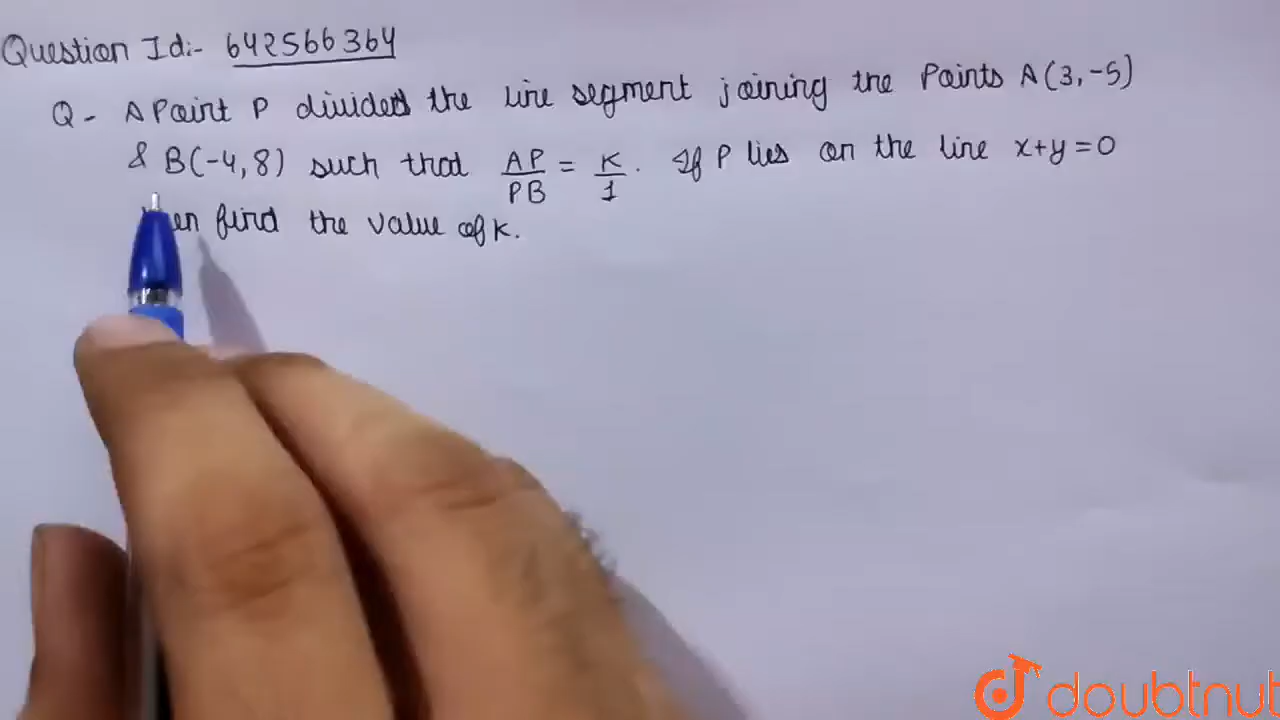 Question Id:- 642566364
Q - A Point P divides the line segment joining the Points A(3,-5)
& B(-4,8) such that AP/PB = K/1. If P lies on the line x+y=0
find the value of K.
doubtnut